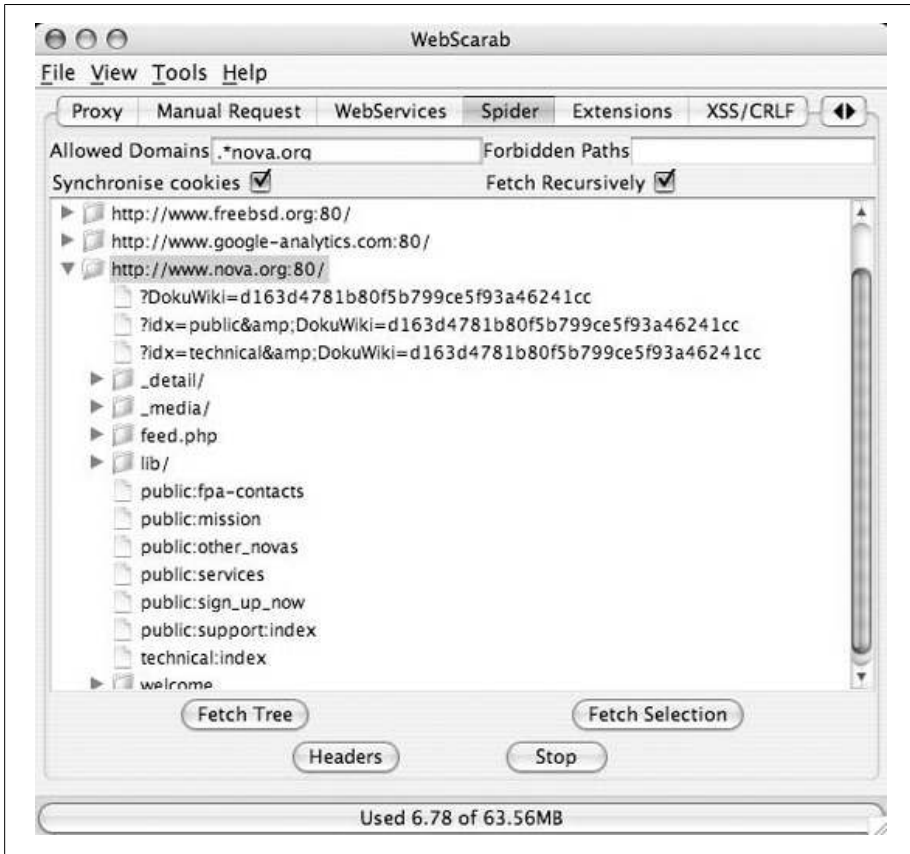 WebScarab
File View Tools Help
Proxy Manual Request WebServices Spider Extensions XSS/CRLF
Allowed Domains .*nova.org Forbidden Paths
Synchronise cookies Fetch Recursively
http://www.freebsd.org:80/
http://www.google-analytics.com:80/
http://www.nova.org:80/
?DokuWiki=d163d4781b80f5b799ce5f93a46241cc
?idx=public&amp;DokuWiki=d163d4781b80f5b799ce5f93a46241cc
?idx=technical&amp;DokuWiki=d163d4781b80f5b799ce5f93a46241cc
_detail/
_media/
feed.php
lib/
public:fpa-contacts
public:mission
public:other_novas
public:services
public:sign_up_now
public:support:index
technical:index
welcome
Fetch Tree Fetch Selection
Headers Stop
Used 6.78 of 63.56MB